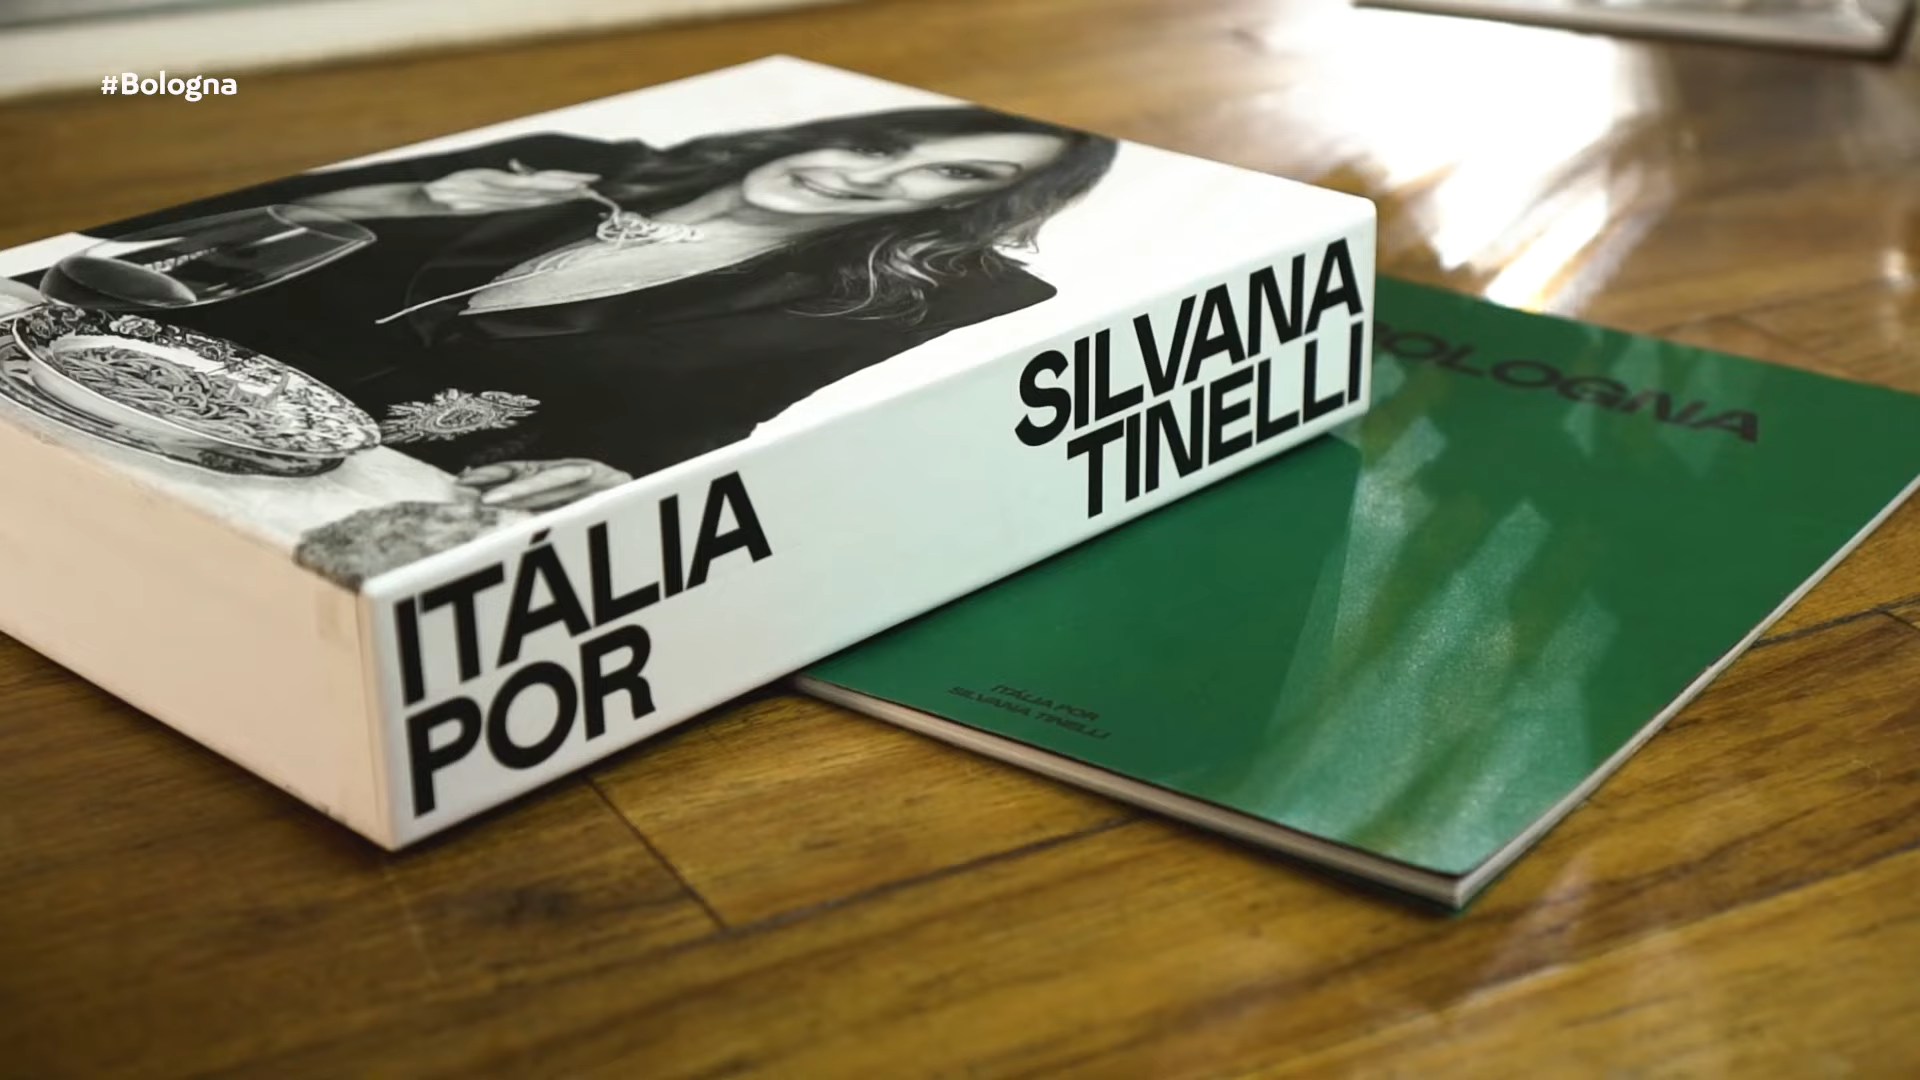 #Bologna
SILVANA
TINELLI
ITÁLIA
POR
BOLOGNA
ITÁLIA POR
SILVANA TINELLI